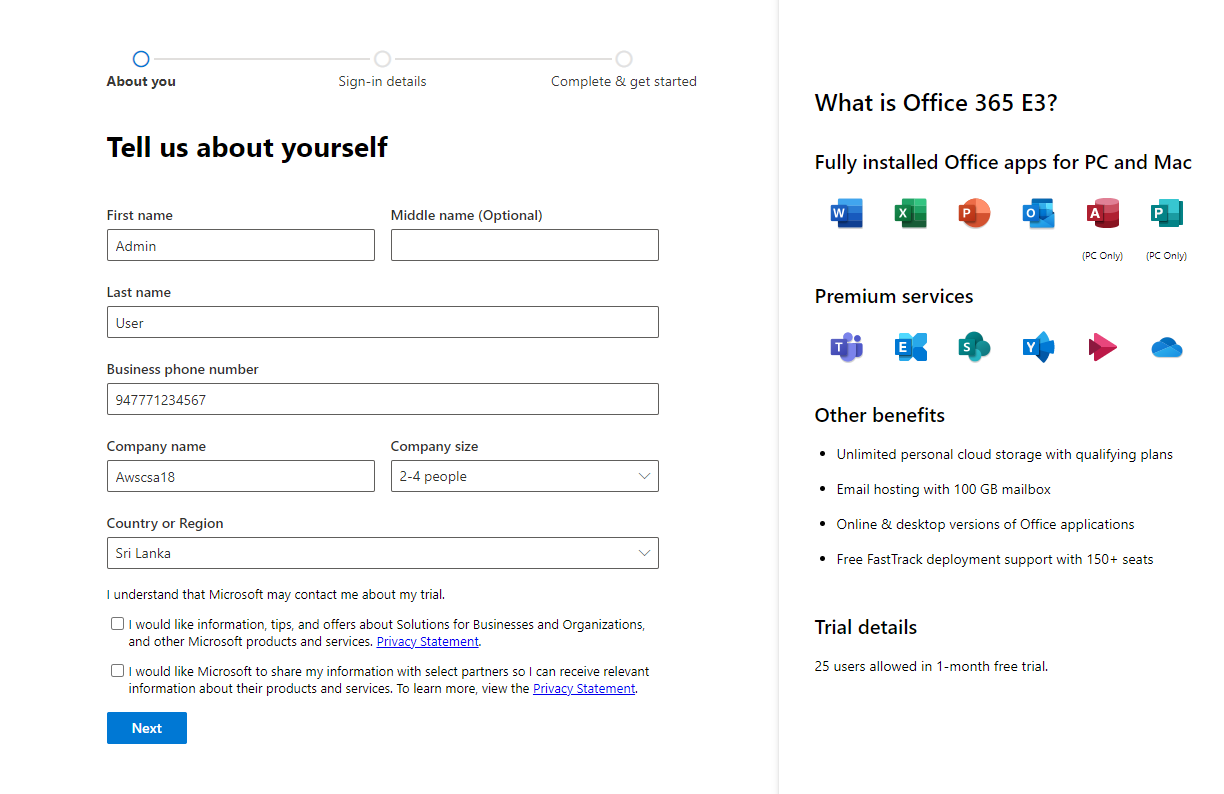 About you
Sign-in details
Complete & get started
Tell us about yourself
First name
Middle name (Optional)
Admin
Last name
User
Business phone number
947771234567
Company name
Company size
Awscsa18
2-4 people
Country or Region
Sri Lanka
I understand that Microsoft may contact me about my trial.
I would like information, tips, and offers about Solutions for Businesses and Organizations,
and other Microsoft products and services. Privacy Statement.
I would like Microsoft to share my information with select partners so I can receive relevant
information about their products and services. To learn more, view the Privacy Statement.
Next
What is Office 365 E3?
Fully installed Office apps for PC and Mac
W X P O A P
(PC Only) (PC Only)
Premium services
T E S Y
Other benefits
• Unlimited personal cloud storage with qualifying plans
• Email hosting with 100 GB mailbox
• Online & desktop versions of Office applications
• Free FastTrack deployment support with 150+ seats
Trial details
25 users allowed in 1-month free trial.